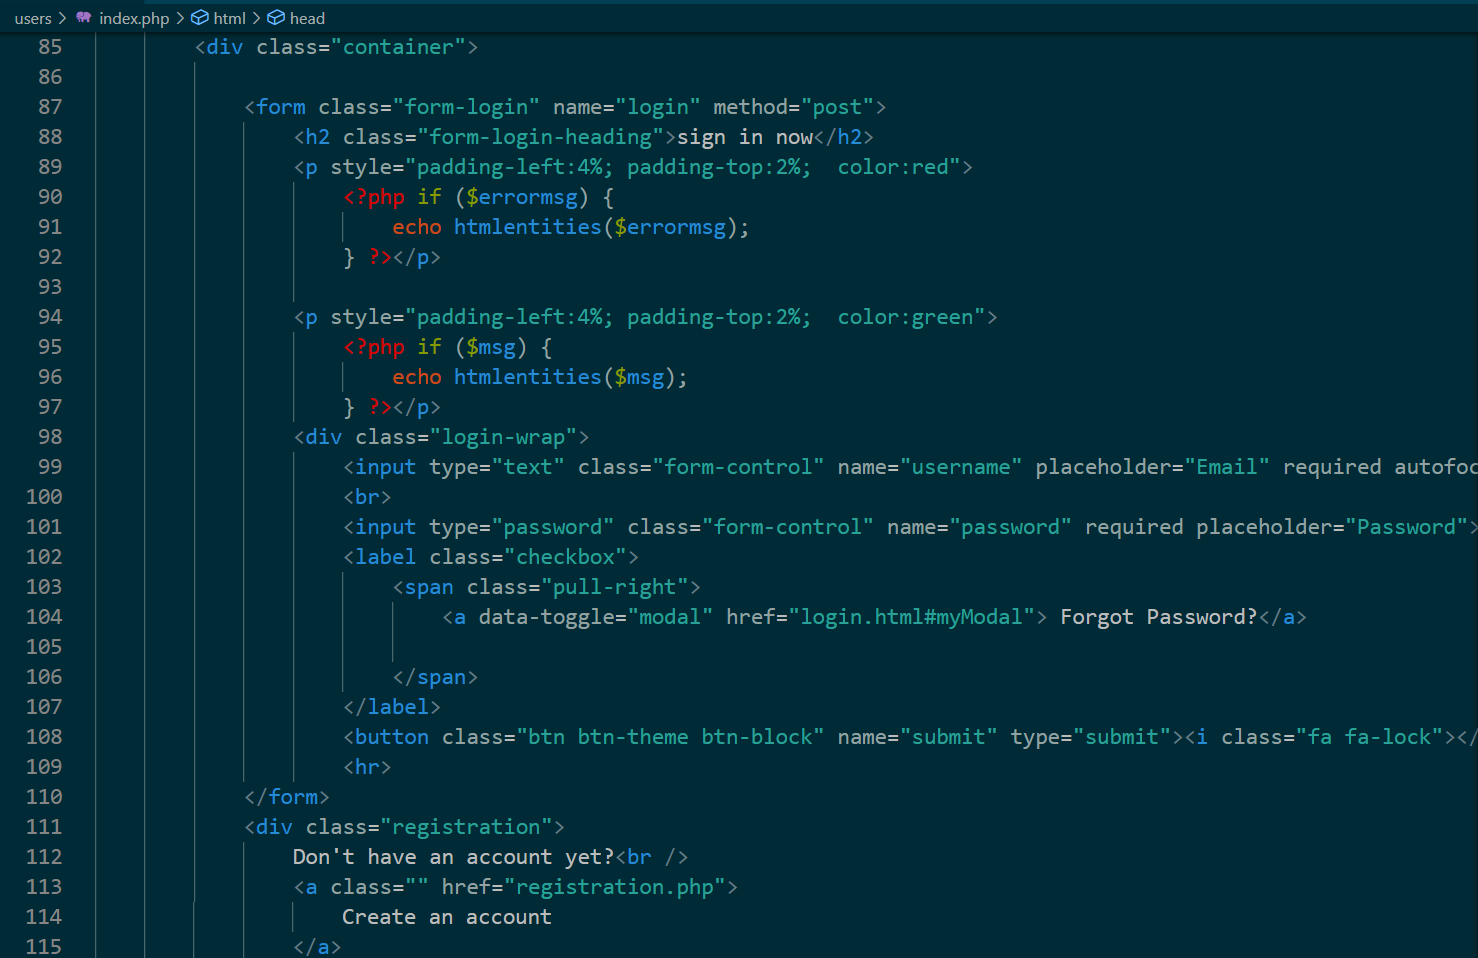 users > index.php > html > head
85 <div class="container">
86
87 <form class="form-login" name="login" method="post">
88 <h2 class="form-login-heading">sign in now</h2>
89 <p style="padding-left:4%; padding-top:2%;  color:red">
90 <?php if ($errormsg) {
91 echo htmlentities($errormsg);
92 } ?></p>
93
94 <p style="padding-left:4%; padding-top:2%;  color:green">
95 <?php if ($msg) {
96 echo htmlentities($msg);
97 } ?></p>
98 <div class="login-wrap">
99 <input type="text" class="form-control" name="username" placeholder="Email" required autofoc
100 <br>
101 <input type="password" class="form-control" name="password" required placeholder="Password">
102 <label class="checkbox">
103 <span class="pull-right">
104 <a data-toggle="modal" href="login.html#myModal"> Forgot Password?</a>
105
106 </span>
107 </label>
108 <button class="btn btn-theme btn-block" name="submit" type="submit"><i class="fa fa-lock"></
109 <hr>
110 </form>
111 <div class="registration">
112 Don't have an account yet?<br />
113 <a class="" href="registration.php">
114 Create an account
115 </a>